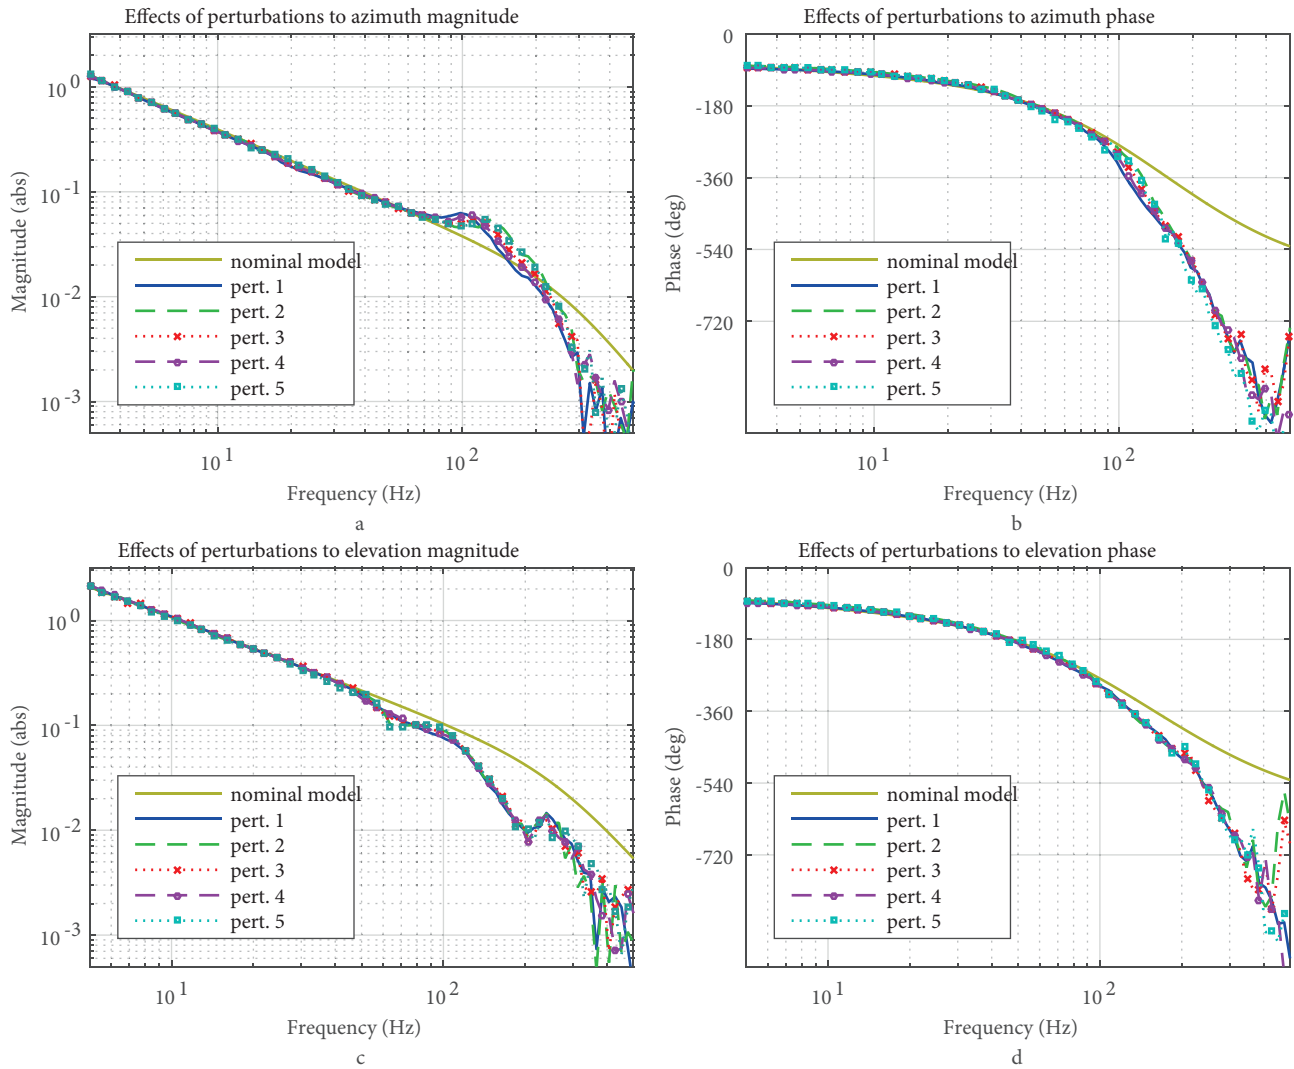 Effects of perturbations to azimuth magnitude
10^0
10^-1
10^-2
10^-3
Magnitude (abs)
nominal model
pert. 1
pert. 2
pert. 3
pert. 4
pert. 5
10^1
10^2
Frequency (Hz)
a
Effects of perturbations to azimuth phase
0
-180
-360
-540
-720
Phase (deg)
nominal model
pert. 1
pert. 2
pert. 3
pert. 4
pert. 5
10^1
10^2
Frequency (Hz)
b
Effects of perturbations to elevation magnitude
10^0
10^-1
10^-2
10^-3
Magnitude (abs)
nominal model
pert. 1
pert. 2
pert. 3
pert. 4
pert. 5
10^1
10^2
Frequency (Hz)
c
Effects of perturbations to elevation phase
0
-180
-360
-540
-720
Phase (deg)
nominal model
pert. 1
pert. 2
pert. 3
pert. 4
pert. 5
10^1
10^2
Frequency (Hz)
d